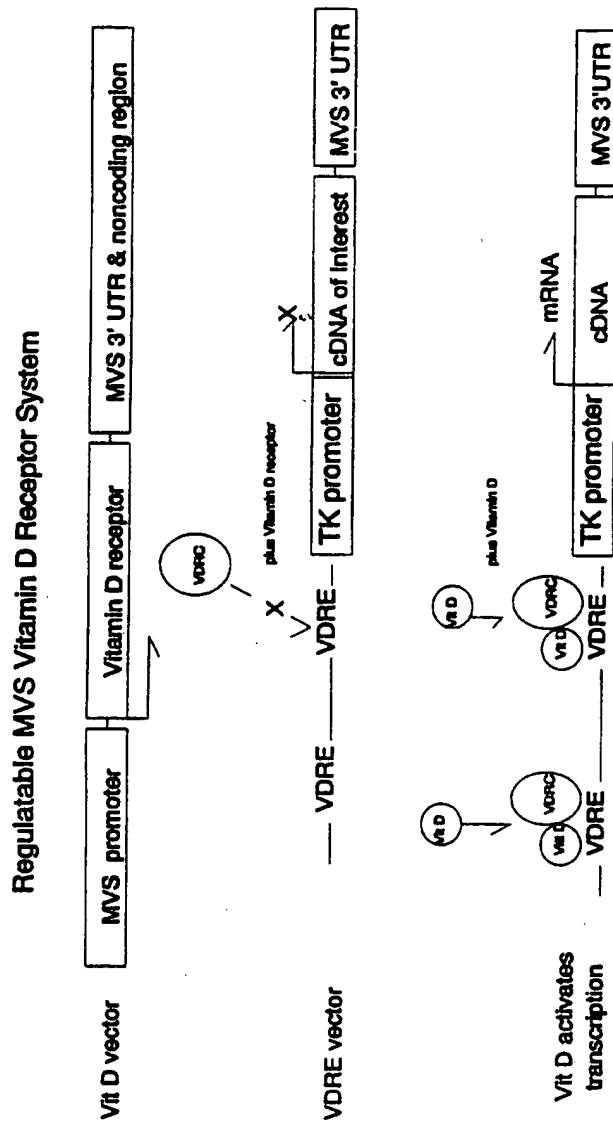 Regulatable MVS Vitamin D Receptor System
Vit D vector
MVS promoter
Vitamin D receptor
MVS 3' UTR & noncoding region
VDRC
X
plus Vitamin D receptor
X
VDRE vector
VDRE
VDRE
TK promoter
cDNA of Interest
MVS 3' UTR
Vit D
Vit D
plus Vitamin D
mRNA
VDRC
VDRC
Vit D
Vit D
Vit D activates
transcription
VDRE
VDRE
TK promoter
cDNA
MVS 3'UTR